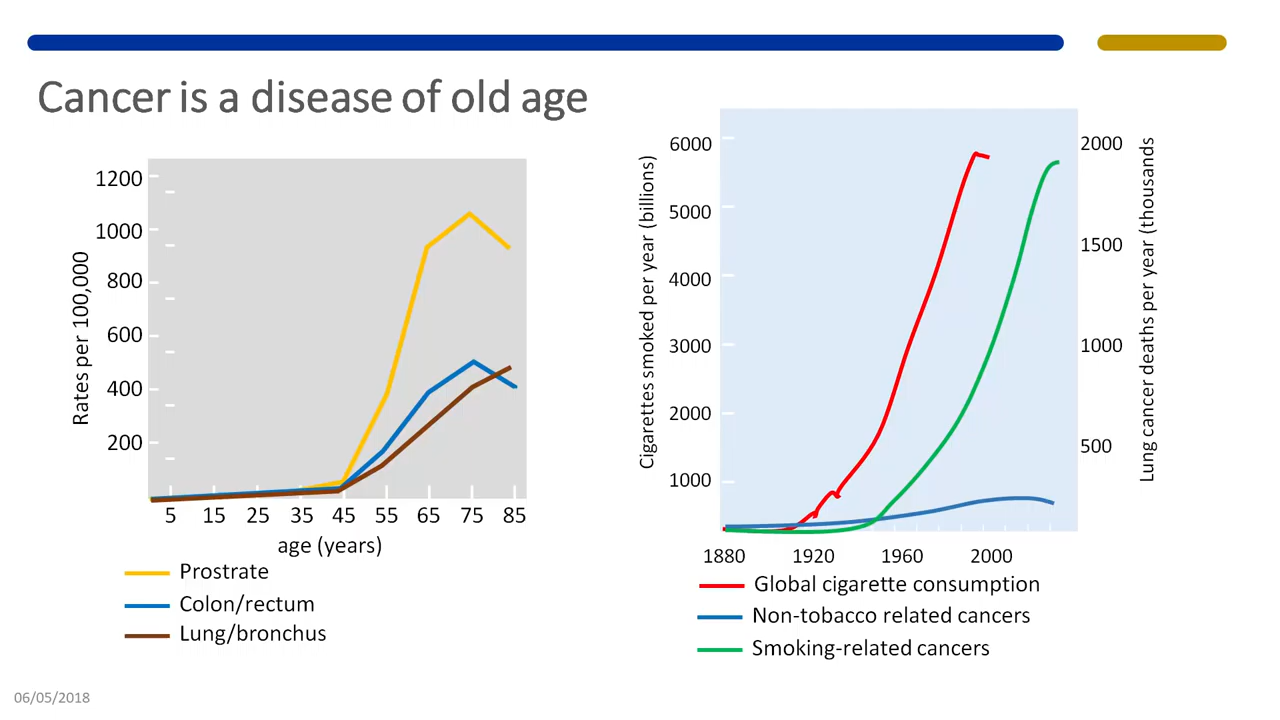 Cancer is a disease of old age
1200
1000
800
600
400
200
Rates per 100,000
5 15 25 35 45 55 65 75 85
age (years)
Prostrate
Colon/rectum
Lung/bronchus
6000
5000
4000
3000
2000
1000
Cigarettes smoked per year (billions)
2000
1500
1000
500
Lung cancer deaths per year (thousands
1880 1920 1960 2000
Global cigarette consumption
Non-tobacco related cancers
Smoking-related cancers
06/05/2018